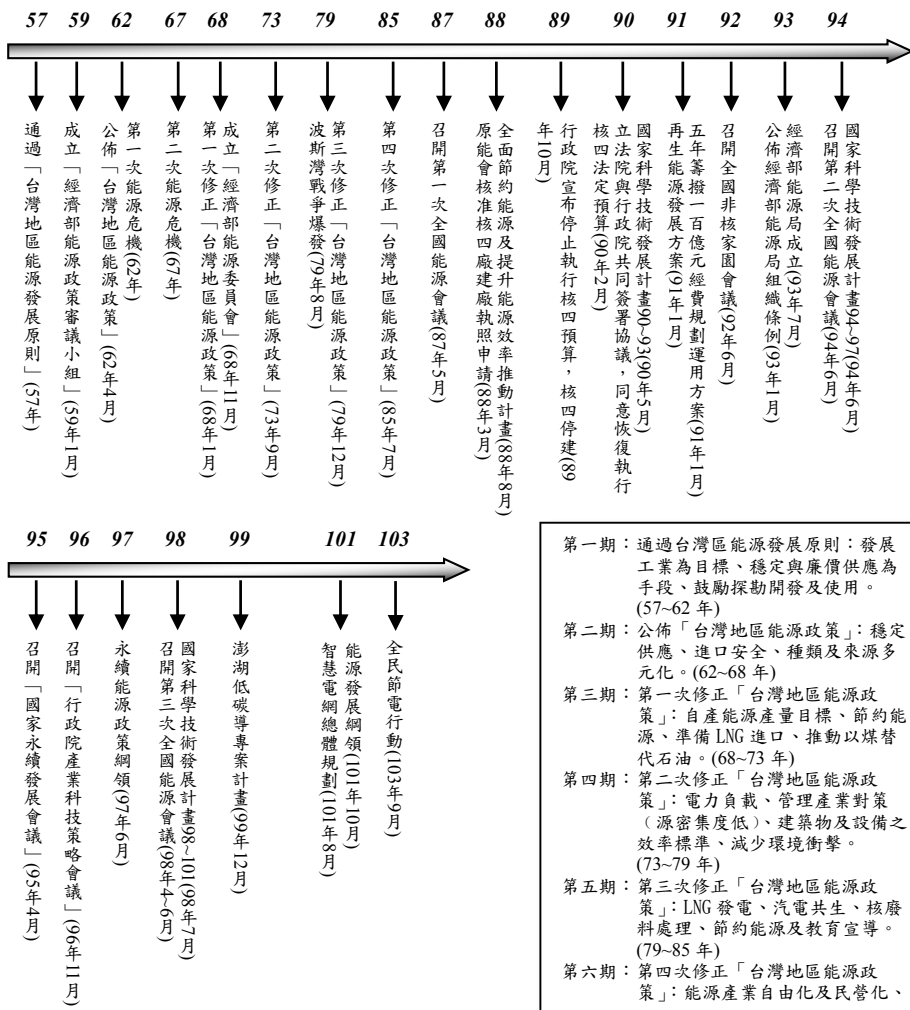 57 59 62 67 68 73 79 85 87 88 89 90 91 92 93 94
通過「台灣地區能源發展原則」(57年)
成立「經濟部能源政策審議小組」(59年1月)
第一次能源危機(62年)
公佈「台灣地區能源政策」(62年4月)
第二次能源危機(67年)
成立「經濟部能源委員會」(68年11月)
第一次修正「台灣地區能源政策」(68年1月)
第二次修正「台灣地區能源政策」(73年9月)
第三次修正「台灣地區能源政策」(79年12月)
波斯灣戰爭爆發(79年8月)
第四次修正「台灣地區能源政策」(85年7月)
召開第一次全國能源會議(87年5月)
全面節約能源及提升能源效率推動計畫(88年8月)
原能會核准核四廠建廠執照申請(88年3月)
行政院宣布停止執行核四預算，核四停建(89
年10月)
國家科學技術發展計畫90~93(90年5月)
立法院與行政院共同簽署協議，同意恢復執行
核四法定預算(90年2月)
五年籌撥一百億元經費規劃運用方案(91年1月)
再生能源發展方案(91年1月)
召開全國非核家園會議(92年6月)
經濟部能源局成立(93年7月)
公佈經濟部能源局組織條例(93年1月)
國家科學技術發展計畫94~97(94年6月)
召開第二次全國能源會議(94年6月)
95 96 97 98 99 101 103
召開「國家永續發展會議」(95年4月)
召開「行政院產業科技策略會議」(96年11月)
永續能源政策綱領(97年6月)
國家科學技術發展計畫98~101(98年7月)
召開第三次全國能源會議(98年4~6月)
澎湖低碳島專案計畫(99年12月)
能源發展綱領(101年10月)
智慧電網總體規劃(101年8月)
全民節電行動(103年9月)
第一期：通過台灣區能源發展原則：發展
工業為目標、穩定與廉價供應為
手段、鼓勵探勘開發及使用。
(57~62 年)
第二期：公佈「台灣地區能源政策」：穩定
供應、進口安全、種類及來源多
元化。(62~68 年)
第三期：第一次修正「台灣地區能源政
策」：自產能源產量目標、節約能
源、準備 LNG 進口、推動以煤替
代石油。(68~73 年)
第四期：第二次修正「台灣地區能源政
策」：電力負載、管理產業對策
（源密集度低）、建築物及設備之
效率標準、減少環境衝擊。
(73~79 年)
第五期：第三次修正「台灣地區能源政
策」：LNG 發電、汽電共生、核廢
料處理、節約能源及教育宣導。
(79~85 年)
第六期：第四次修正「台灣地區能源政
策」：能源產業自由化及民營化、